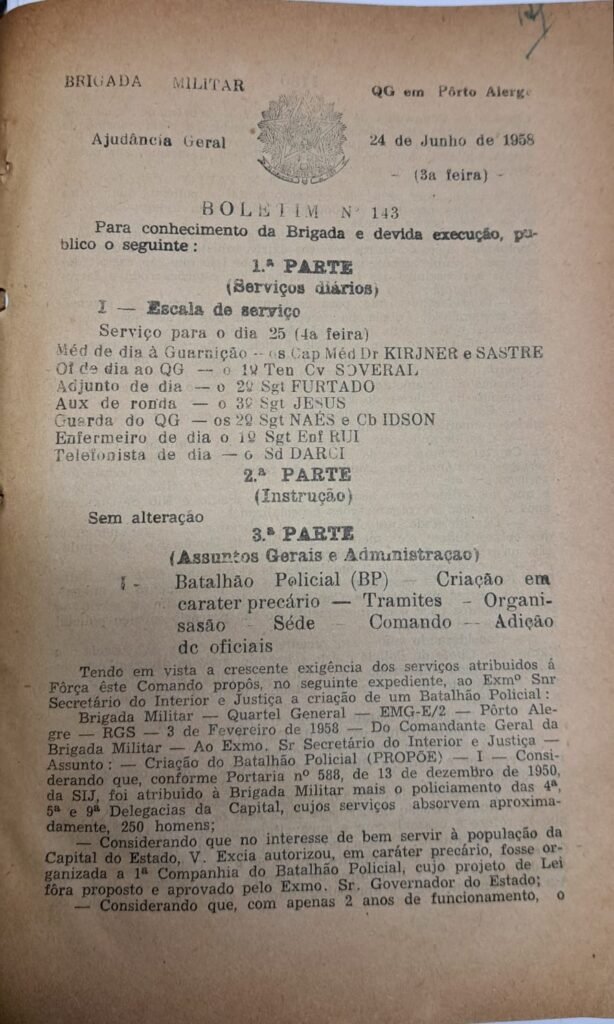 BRIGADA MILITAR
QG em Pôrto Alerge
Ajudância Geral
24 de Junho de 1958
- (3a feira) -
BOLETIM Nº 143
Para conhecimento da Brigada e devida execução, pu-
blico o seguinte :
1.ª PARTE
(Serviços diários)
I — Escala de serviço
Serviço para o dia 25 (4a feira)
Méd de dia à Guarnição — os Cap Méd Dr KIRJNER e SASTRE
Of de dia ao QG — o 1º Ten Cv SOVERAL
Adjunto de dia — o 2º Sgt FURTADO
Aux de ronda — o 3º Sgt JESUS
Guarda do QG — os 2º Sgt NAES e Cb IDSON
Enfermeiro de dia o 1º Sgt Enf RUI
Telefonista de dia — o Sd DARCI
2.ª PARTE
(Instrução)
Sem alteração
3.ª PARTE
(Assuntos Gerais e Administraçao)
I - Batalhão Policial (BP) — Criação em
carater precário — Tramites - Organi-
sasão - Séde - Comando - Adição
de oficiais
Tendo em vista a crescente exigência dos serviços atribuidos á
Fôrça êste Comando propôs, no seguinte expediente, ao Exmº Snr
Secretário do Interior e Justiça a criação de um Batalhão Policial :
Brigada Militar — Quartel General — EMG-E/2 — Pôrto Ale-
gre — RGS — 3 de Fevereiro de 1958 — Do Comandante Geral da
Brigada Militar — Ao Exmo. Sr Secretário do Interior e Justiça —
Assunto : — Criação do Batalhão Policial (PROPÕE) — I — Consi-
derando que, conforme Portaria nº 588, de 13 de dezembro de 1950,
da SIJ, foi atribuido à Brigada Militar mais o policiamento das 4ª,
5ª e 9ª Delegacias da Capital, cujos serviços absorvem aproxima-
damente, 250 homens;
— Considerando que no interesse de bem servir à população da
Capital do Estado, V. Excia autorizou, em caráter precário, fosse or-
ganizada a 1ª Companhia do Batalhão Policial, cujo projeto de Lei
fôra proposto e aprovado pelo Exmo. Sr. Governador do Estado;
— Considerando que, com apenas 2 anos de funcionamento, o